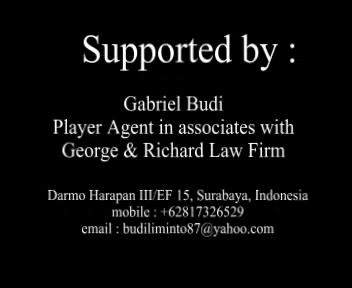 Supported by :
Gabriel Budi
Player Agent in associates with
George & Richard Law Firm
Darmo Harapan III/EF 15, Surabaya, Indonesia
mobile : +62817326529
email : budiliminto87@yahoo.com